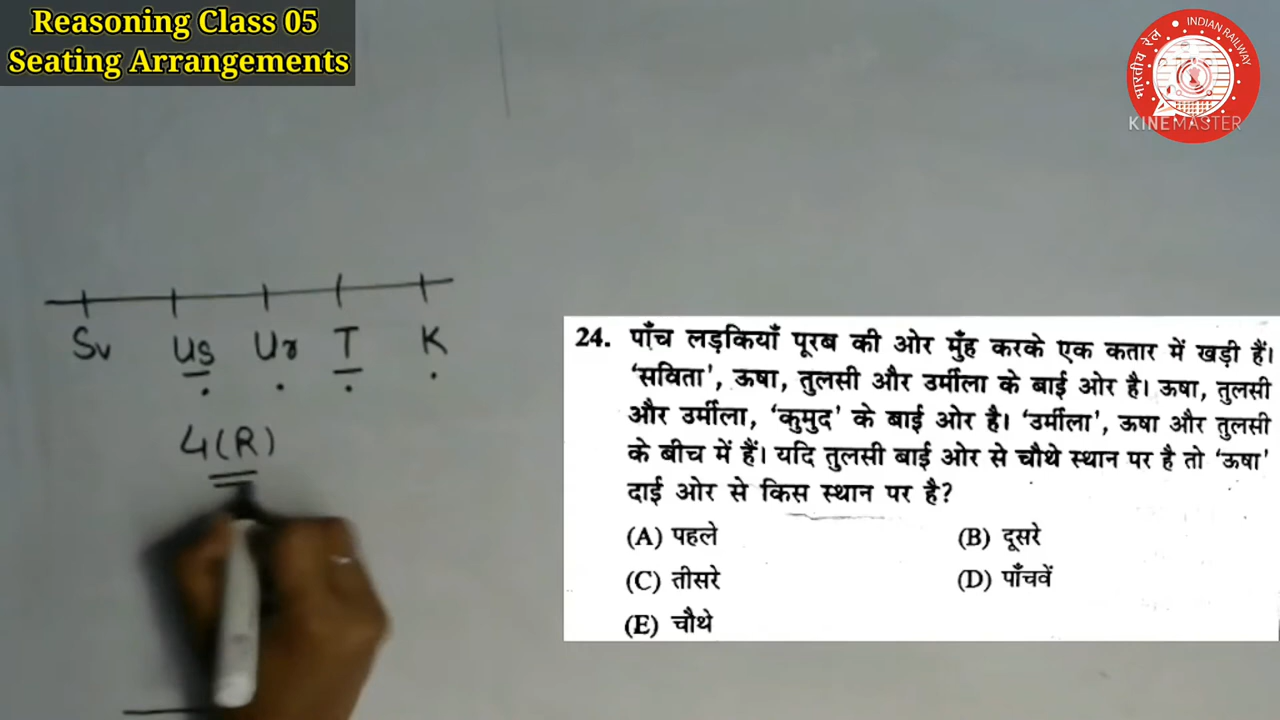 Reasoning Class 05
Seating Arrangements
भारतीय रेल
INDIAN RAILWAY
KINEMASTER
Sv Us Ur T K
4(R)
24. पाँच लड़कियाँ पूरब की ओर मुँह करके एक कतार में खड़ी हैं।
'सविता', ऊषा, तुलसी और उर्मीला के बाई ओर है। ऊषा, तुलसी
और उर्मीला, 'कुमुद' के बाई ओर है। 'उर्मीला', ऊषा और तुलसी
के बीच में हैं। यदि तुलसी बाई ओर से चौथे स्थान पर है तो 'ऊषा'
दाई ओर से किस स्थान पर है?
(A) पहले (B) दूसरे
(C) तीसरे (D) पाँचवें
(E) चौथे